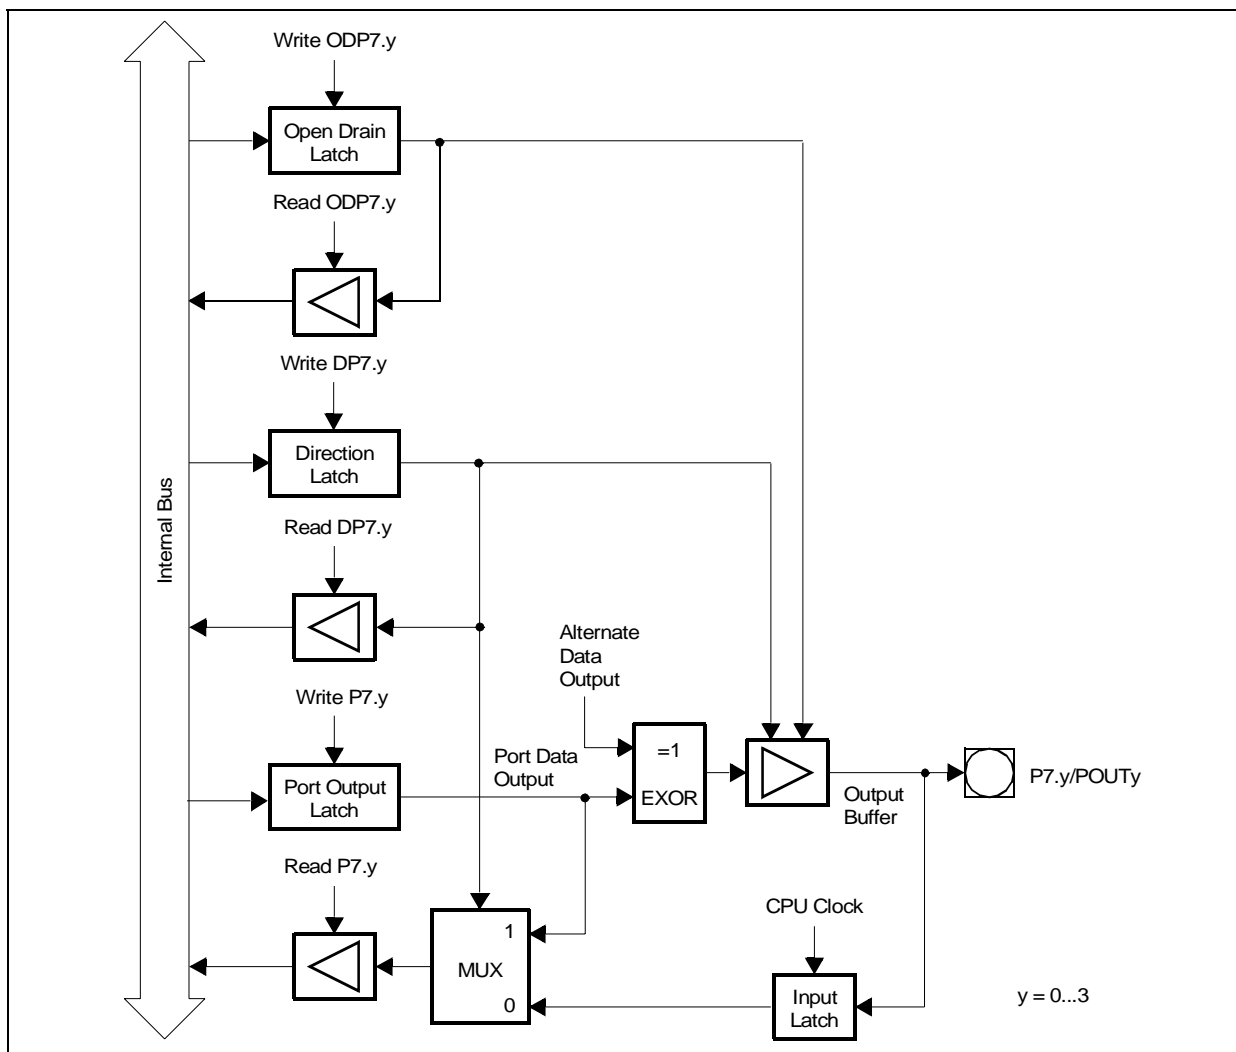 Write ODP7.y
Open Drain
Latch
Read ODP7.y
Write DP7.y
Direction
Latch
Internal Bus
Read DP7.y
Alternate
Data
Output
Write P7.y
Port Data
Output
=1
EXOR
Port Output
Latch
Output
Buffer
P7.y/POUTy
Read P7.y
CPU Clock
1
MUX
0
Input
Latch
y = 0...3